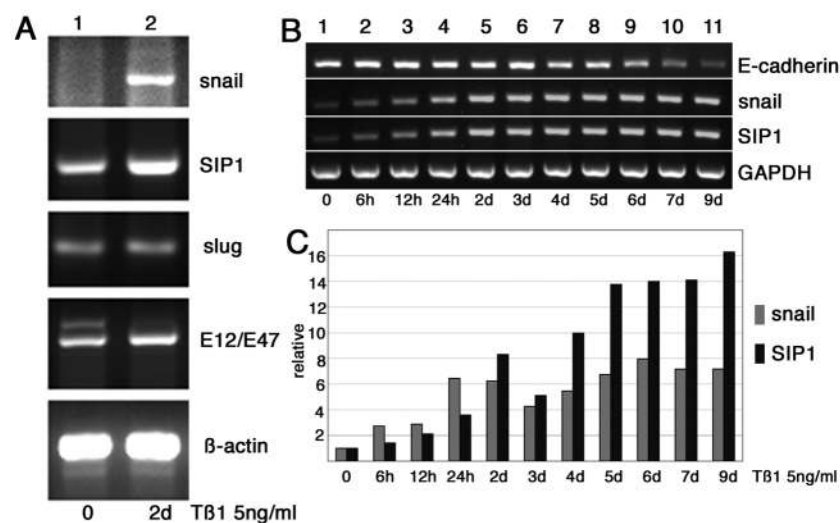 A
1 2
snail
SIP1
slug
E12/E47
ß-actin
0 2d Tß1 5ng/ml
B
1 2 3 4 5 6 7 8 9 10 11
E-cadherin
snail
SIP1
GAPDH
0 6h 12h 24h 2d 3d 4d 5d 6d 7d 9d
C
relative
16
14
12
10
8
6
4
2
snail
SIP1
0 6h 12h 24h 2d 3d 4d 5d 6d 7d 9d Tß1 5ng/ml